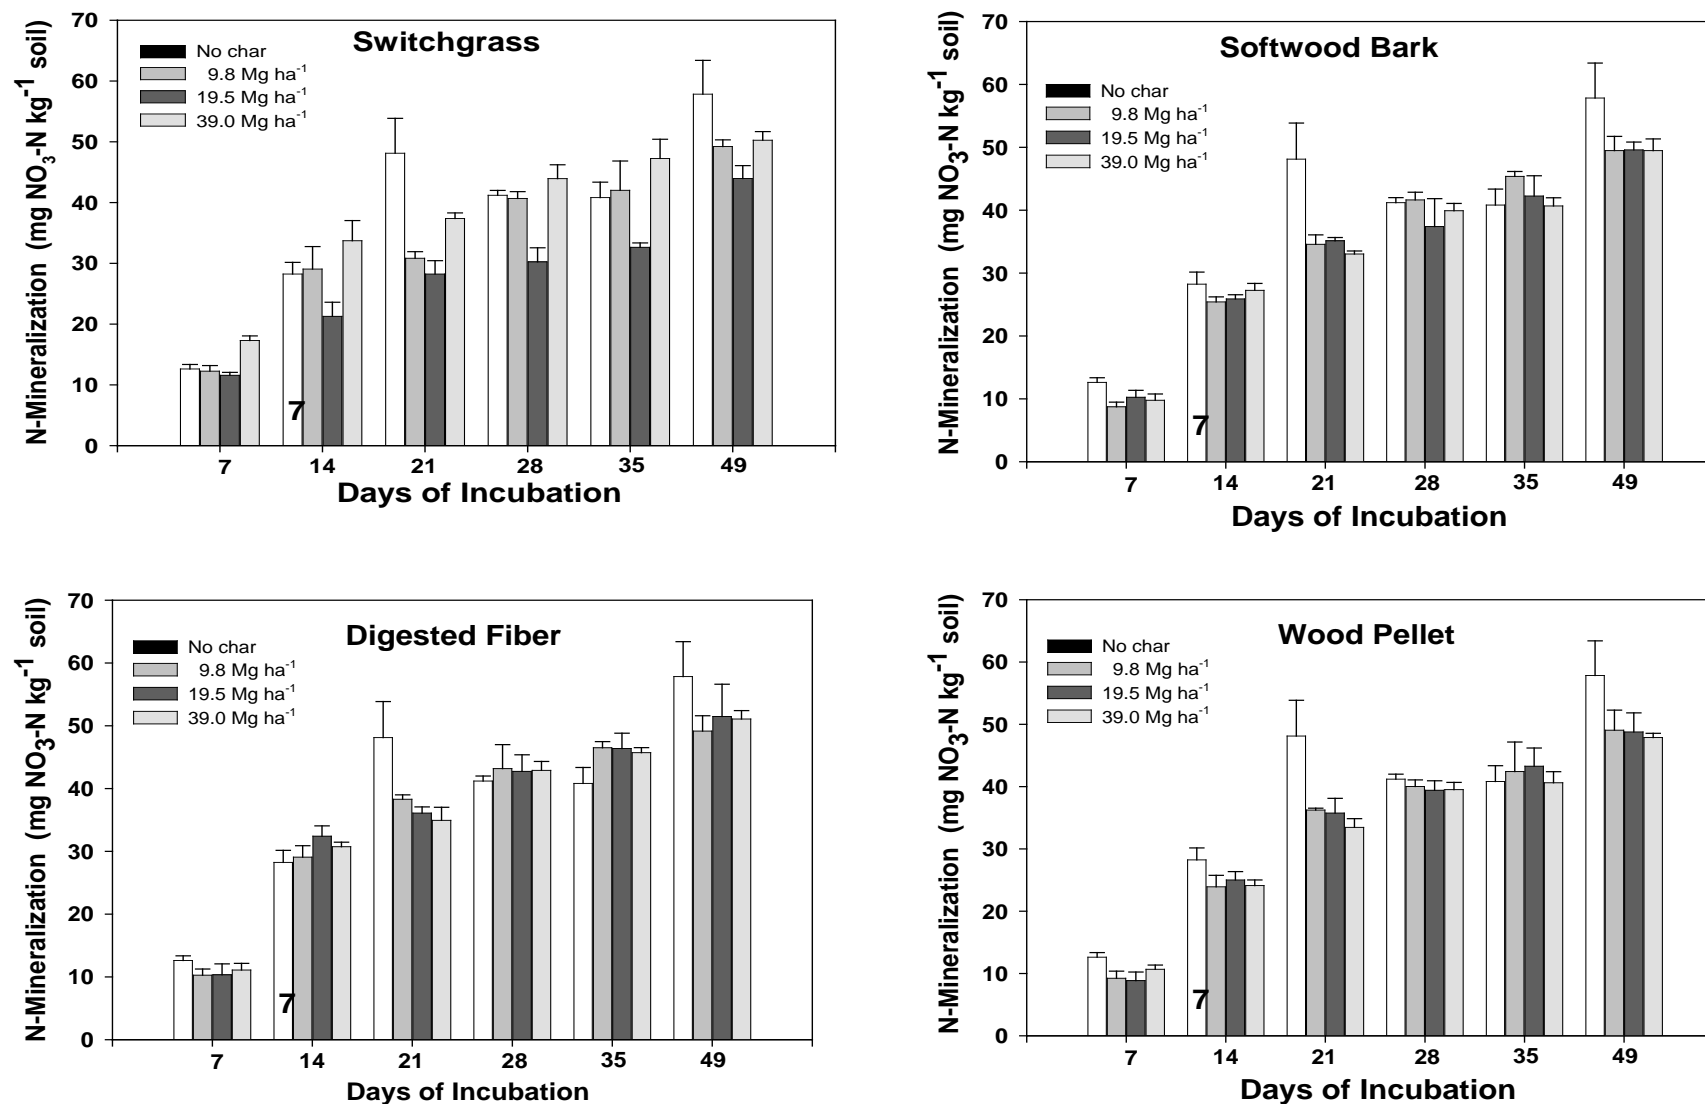 Switchgrass
No char
9.8 Mg ha⁻¹
19.5 Mg ha⁻¹
39.0 Mg ha⁻¹
N-Mineralization (mg NO₃-N kg⁻¹ soil)
70
60
50
40
30
20
10
0
7
7
14
21
28
35
49
Days of Incubation
Softwood Bark
No char
9.8 Mg ha⁻¹
19.5 Mg ha⁻¹
39.0 Mg ha⁻¹
N-Mineralization (mg NO₃-N kg⁻¹ soil)
70
60
50
40
30
20
10
0
7
7
14
21
28
35
49
Days of Incubation
Digested Fiber
No char
9.8 Mg ha⁻¹
19.5 Mg ha⁻¹
39.0 Mg ha⁻¹
N-Mineralization (mg NO₃-N kg⁻¹ soil)
70
60
50
40
30
20
10
0
7
7
14
21
28
35
49
Days of Incubation
Wood Pellet
No char
9.8 Mg ha⁻¹
19.5 Mg ha⁻¹
39.0 Mg ha⁻¹
N-Mineralization (mg NO₃-N kg⁻¹ soil)
70
60
50
40
30
20
10
0
7
7
14
21
28
35
49
Days of Incubation